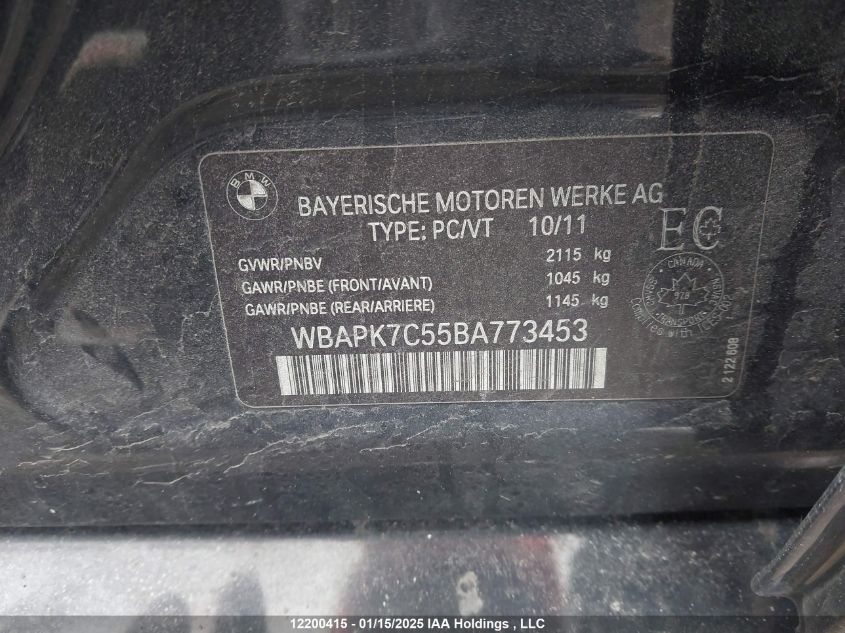 BMW
BAYERISCHE MOTOREN WERKE AG
TYPE: PC/VT 10/11
EC
GVWR/PNBV 2115 kg
GAWR/PNBE (FRONT/AVANT) 1045 kg
GAWR/PNBE (REAR/ARRIERE) 1145 kg
CANADA
TRANSPORT
WBAPK7C55BA773453
2 122 608
12200415 - 01/15/2025 IAA Holdings , LLC